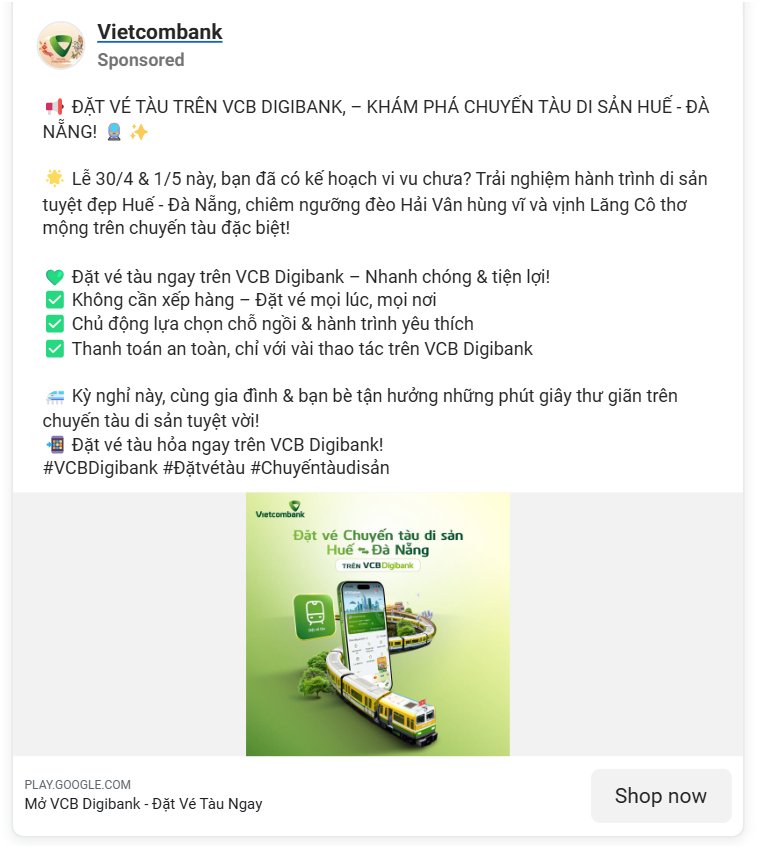 Vietcombank
Sponsored
📢 ĐẶT VÉ TÀU TRÊN VCB DIGIBANK, – KHÁM PHÁ CHUYẾN TÀU DI SẢN HUẾ - ĐÀ
NẴNG! 🚆 ✨
🌟 Lễ 30/4 & 1/5 này, bạn đã có kế hoạch vi vu chưa? Trải nghiệm hành trình di sản
tuyệt đẹp Huế - Đà Nẵng, chiêm ngưỡng đèo Hải Vân hùng vĩ và vịnh Lăng Cô thơ
mộng trên chuyến tàu đặc biệt!
💚 Đặt vé tàu ngay trên VCB Digibank – Nhanh chóng & tiện lợi!
✅ Không cần xếp hàng – Đặt vé mọi lúc, mọi nơi
✅ Chủ động lựa chọn chỗ ngồi & hành trình yêu thích
✅ Thanh toán an toàn, chỉ với vài thao tác trên VCB Digibank
🚈 Kỳ nghỉ này, cùng gia đình & bạn bè tận hưởng những phút giây thư giãn trên
chuyến tàu di sản tuyệt vời!
📲 Đặt vé tàu hỏa ngay trên VCB Digibank!
#VCBDigibank #Đặtvétàu #Chuyếntàudisản
Vietcombank
Đặt vé Chuyến tàu di sản
Huế Đà Nẵng
TRÊN VCBDigibank
PLAY.GOOGLE.COM
Mở VCB Digibank - Đặt Vé Tàu Ngay
Shop now